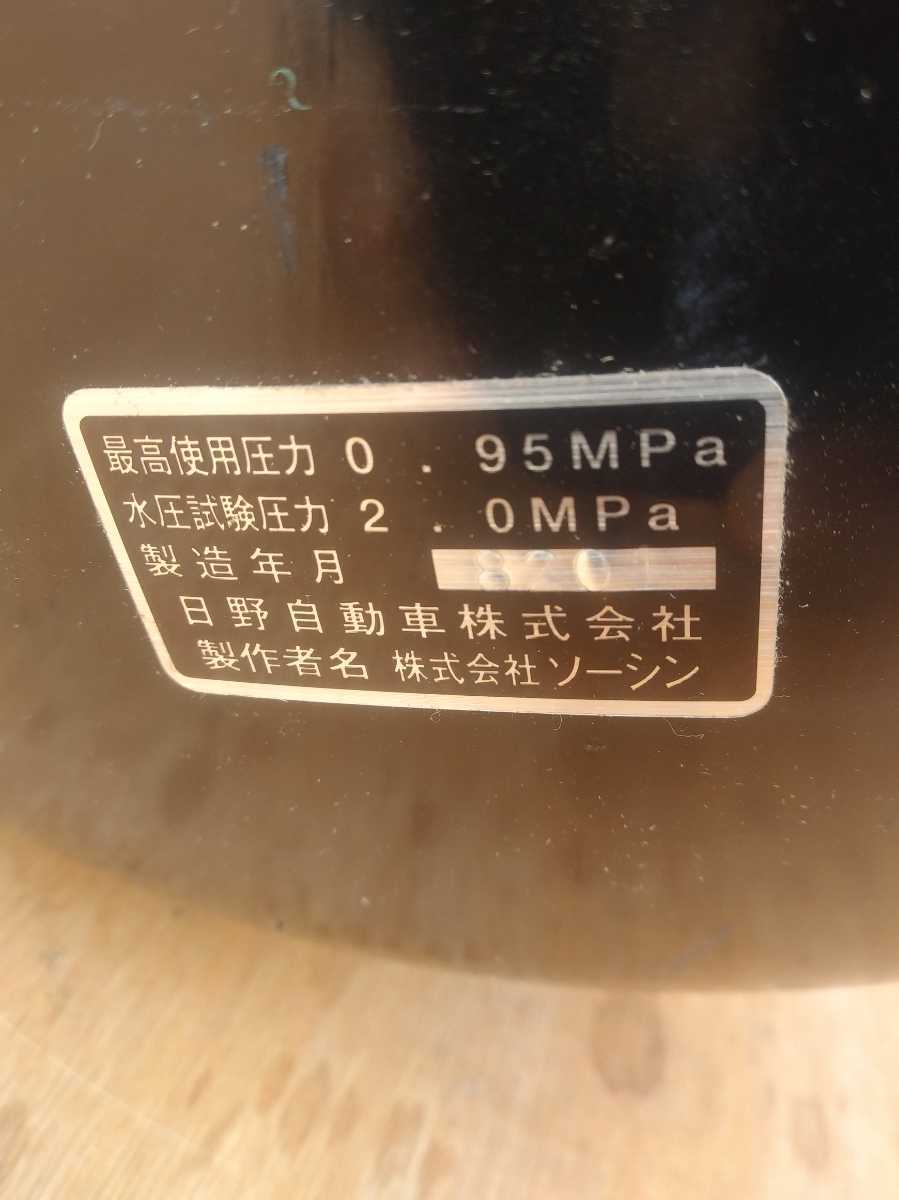 最高使用圧力 0.95MPa
水圧試験圧力 2.0MPa
製造年月
日野自動車株式会社
製作者名 株式会社ソーシン